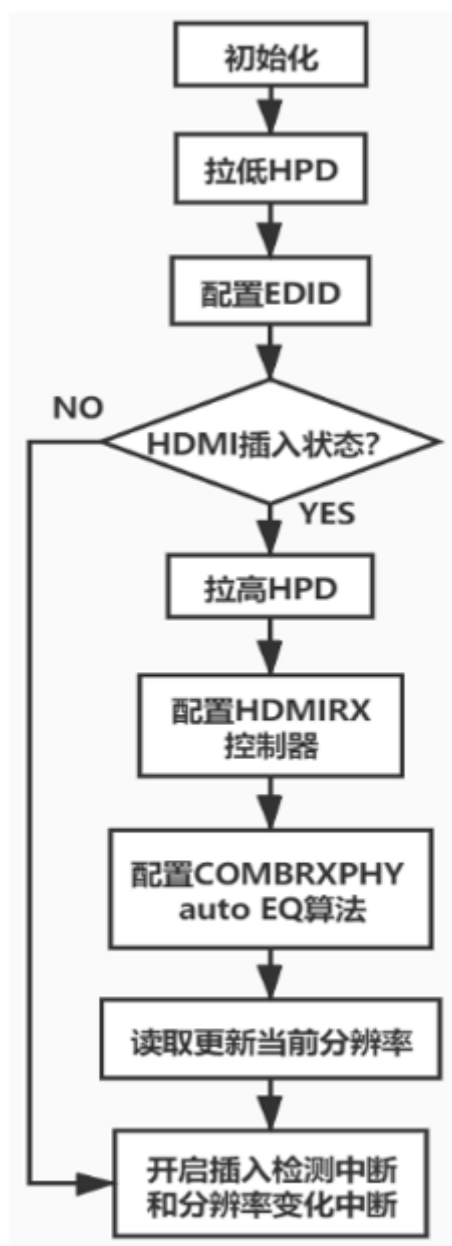 初始化
拉低HPD
配置EDID
NO
HDMI插入状态?
YES
拉高HPD
配置HDMIRX
控制器
配置COMBRXPHY
auto EQ算法
读取更新当前分辨率
开启插入检测中断
和分辨率变化中断